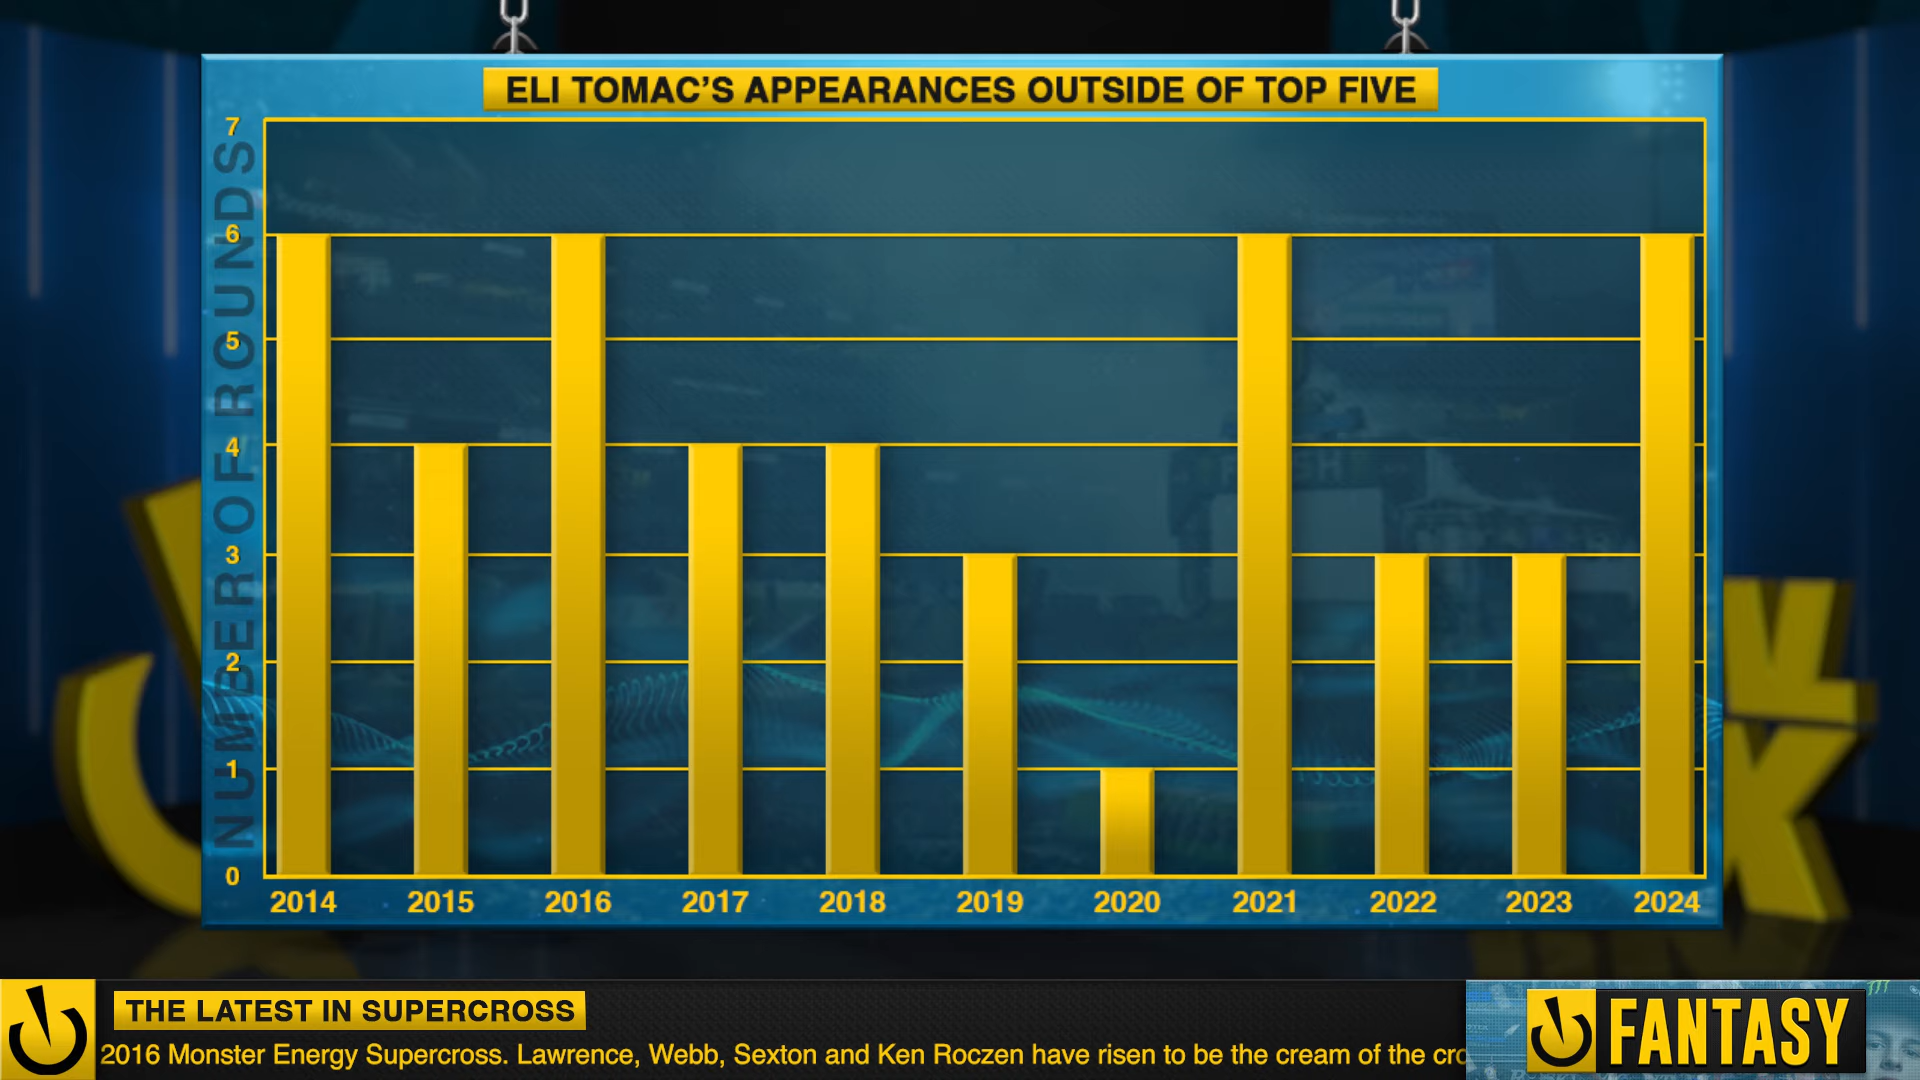 ELI TOMAC'S APPEARANCES OUTSIDE OF TOP FIVE
NUMBER OF ROUNDS
7
6
5
4
3
2
1
0
2014 2015 2016 2017 2018 2019 2020 2021 2022 2023 2024
THE LATEST IN SUPERCROSS
2016 Monster Energy Supercross. Lawrence, Webb, Sexton and Ken Roczen have risen to be the cream of the cro
FANTASY